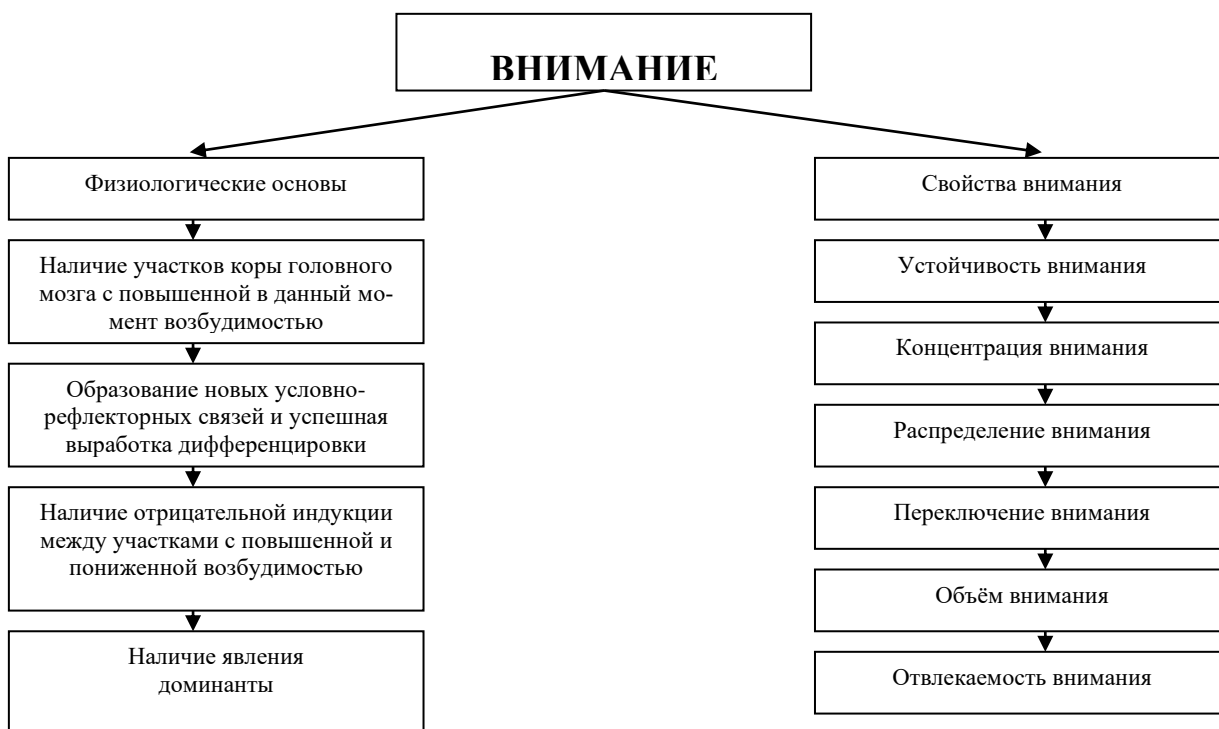 ВНИМАНИЕ
Физиологические основы
Наличие участков коры головного
мозга с повышенной в данный мо-
мент возбудимостью
Образование новых условно-
рефлекторных связей и успешная
выработка дифференцировки
Наличие отрицательной индукции
между участками с повышенной и
пониженной возбудимостью
Наличие явления
доминанты
Свойства внимания
Устойчивость внимания
Концентрация внимания
Распределение внимания
Переключение внимания
Объём внимания
Отвлекаемость внимания